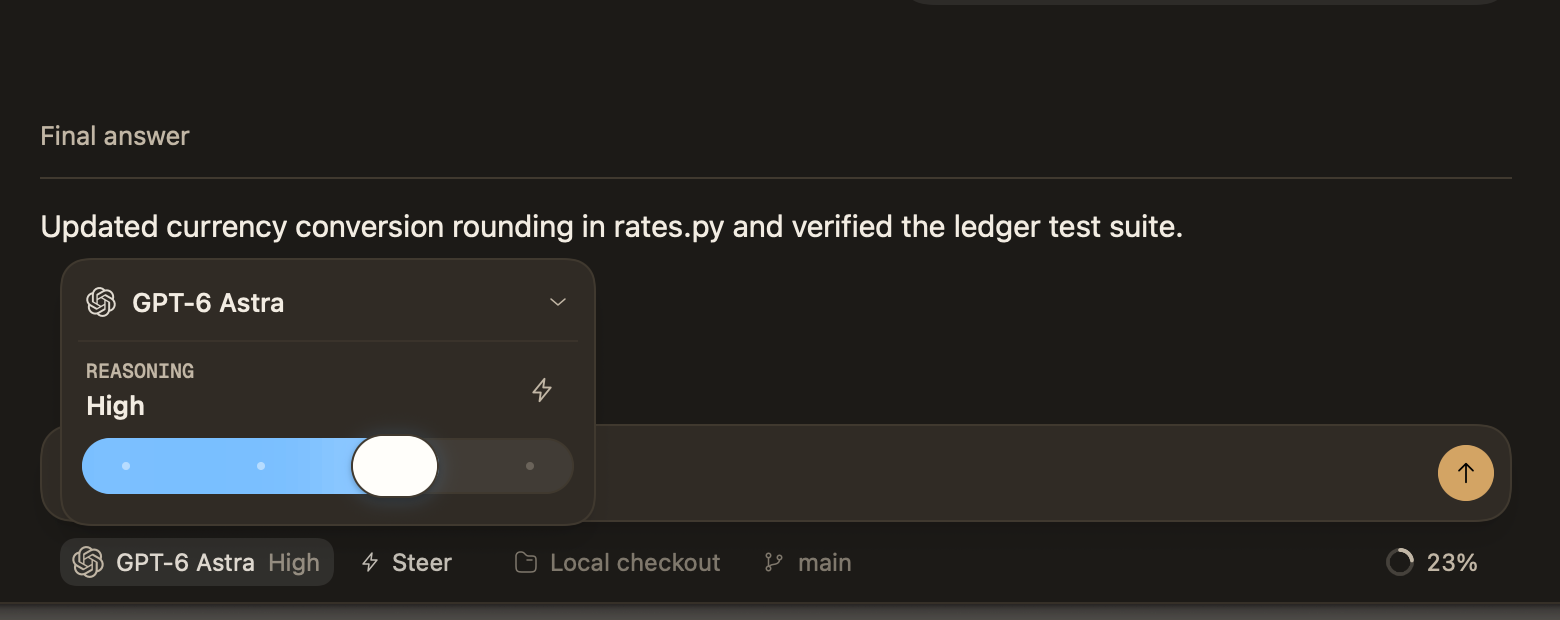 Final answer
Updated currency conversion rounding in rates.py and verified the ledger test suite.
GPT-6 Astra
REASONING
High
GPT-6 Astra High Steer Local checkout main 23%